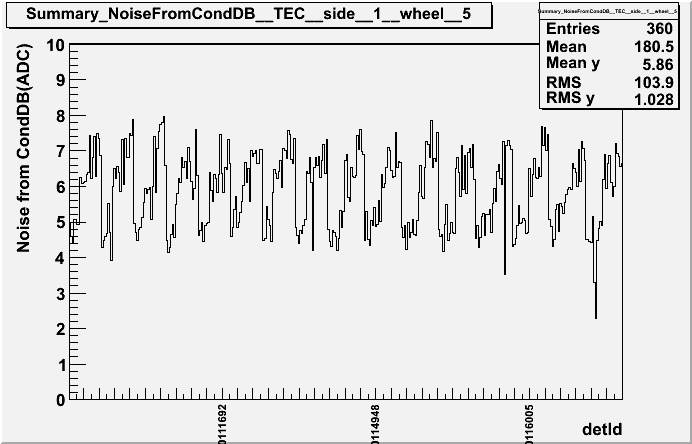 Summary_NoiseFromCondDB__TEC__side__1__wheel__5
Summary_NoiseFromCondDB__TEC__side__1__wheel__5
Entries 360
Mean 180.5
Mean y 5.86
RMS 103.9
RMS y 1.028
Noise from CondDB(ADC)
10
9
8
7
6
5
4
3
2
1
0
0111692
0114948
0116005
detId